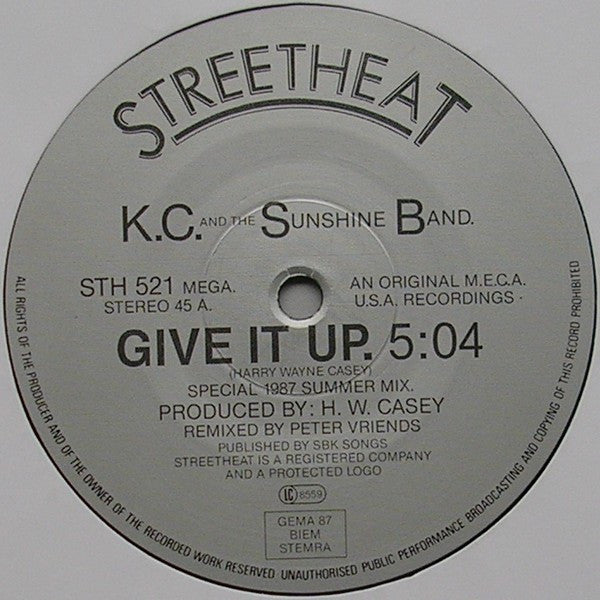 STREETHEAT
K.C. AND THE SUNSHINE BAND.
STH 521 MEGA.
STEREO 45 A.
AN ORIGINAL M.E.C.A.
U.S.A. RECORDINGS ·
GIVE IT UP. 5:04
(HARRY WAYNE CASEY)
SPECIAL 1987 SUMMER MIX.
PRODUCED BY: H. W. CASEY
REMIXED BY PETER VRIENDS
PUBLISHED BY SBK SONGS
STREETHEAT IS A REGISTERED COMPANY
AND A PROTECTED LOGO
LC 8559
GEMA 87
BIEM
STEMRA
ALL RIGHTS OF THE PRODUCER AND OF THE OWNER OF THE RECORDED WORK RESERVED UNAUTHORISED PUBLIC PERFORMANCE BROADCASTING AND COPYING OF THIS RECORD PROHIBITED